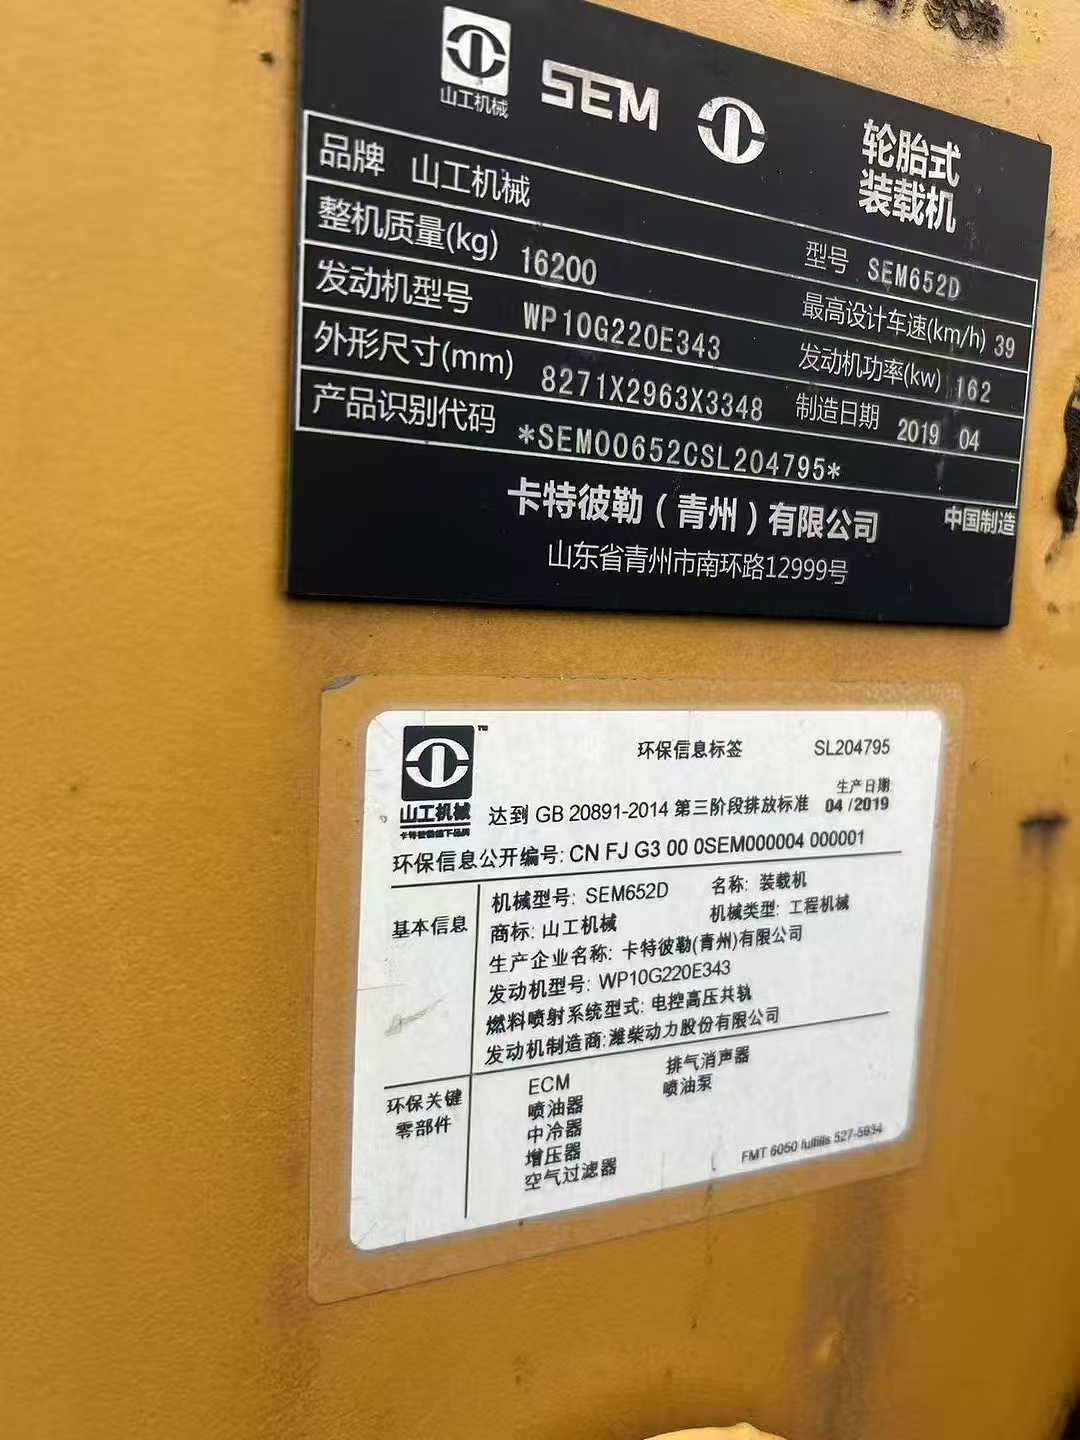 山工机械 SEM
轮胎式
装载机
品牌 山工机械
型号 SEM652D
整机质量(kg) 16200
最高设计车速(km/h) 39
发动机型号 WP10G220E343
发动机功率(kw) 162
外形尺寸(mm) 8271X2963X3348
制造日期 2019 04
产品识别代码 *SEM00652CSL204795*
卡特彼勒（青州）有限公司
中国制造
山东省青州市南环路12999号
TM
山工机械
卡特彼勒旗下品牌
环保信息标签 SL204795
生产日期
达到 GB 20891-2014 第三阶段排放标准 04/2019
环保信息公开编号: CN FJ G3 00 0SEM000004 000001
基本信息
机械型号: SEM652D 名称: 装载机
商标: 山工机械 机械类型: 工程机械
生产企业名称: 卡特彼勒(青州)有限公司
发动机型号: WP10G220E343
燃料喷射系统型式: 电控高压共轨
发动机制造商:潍柴动力股份有限公司
环保关键
零部件
ECM 排气消声器
喷油器 喷油泵
中冷器
增压器
空气过滤器
FMT 6050 fulfills 527-5934